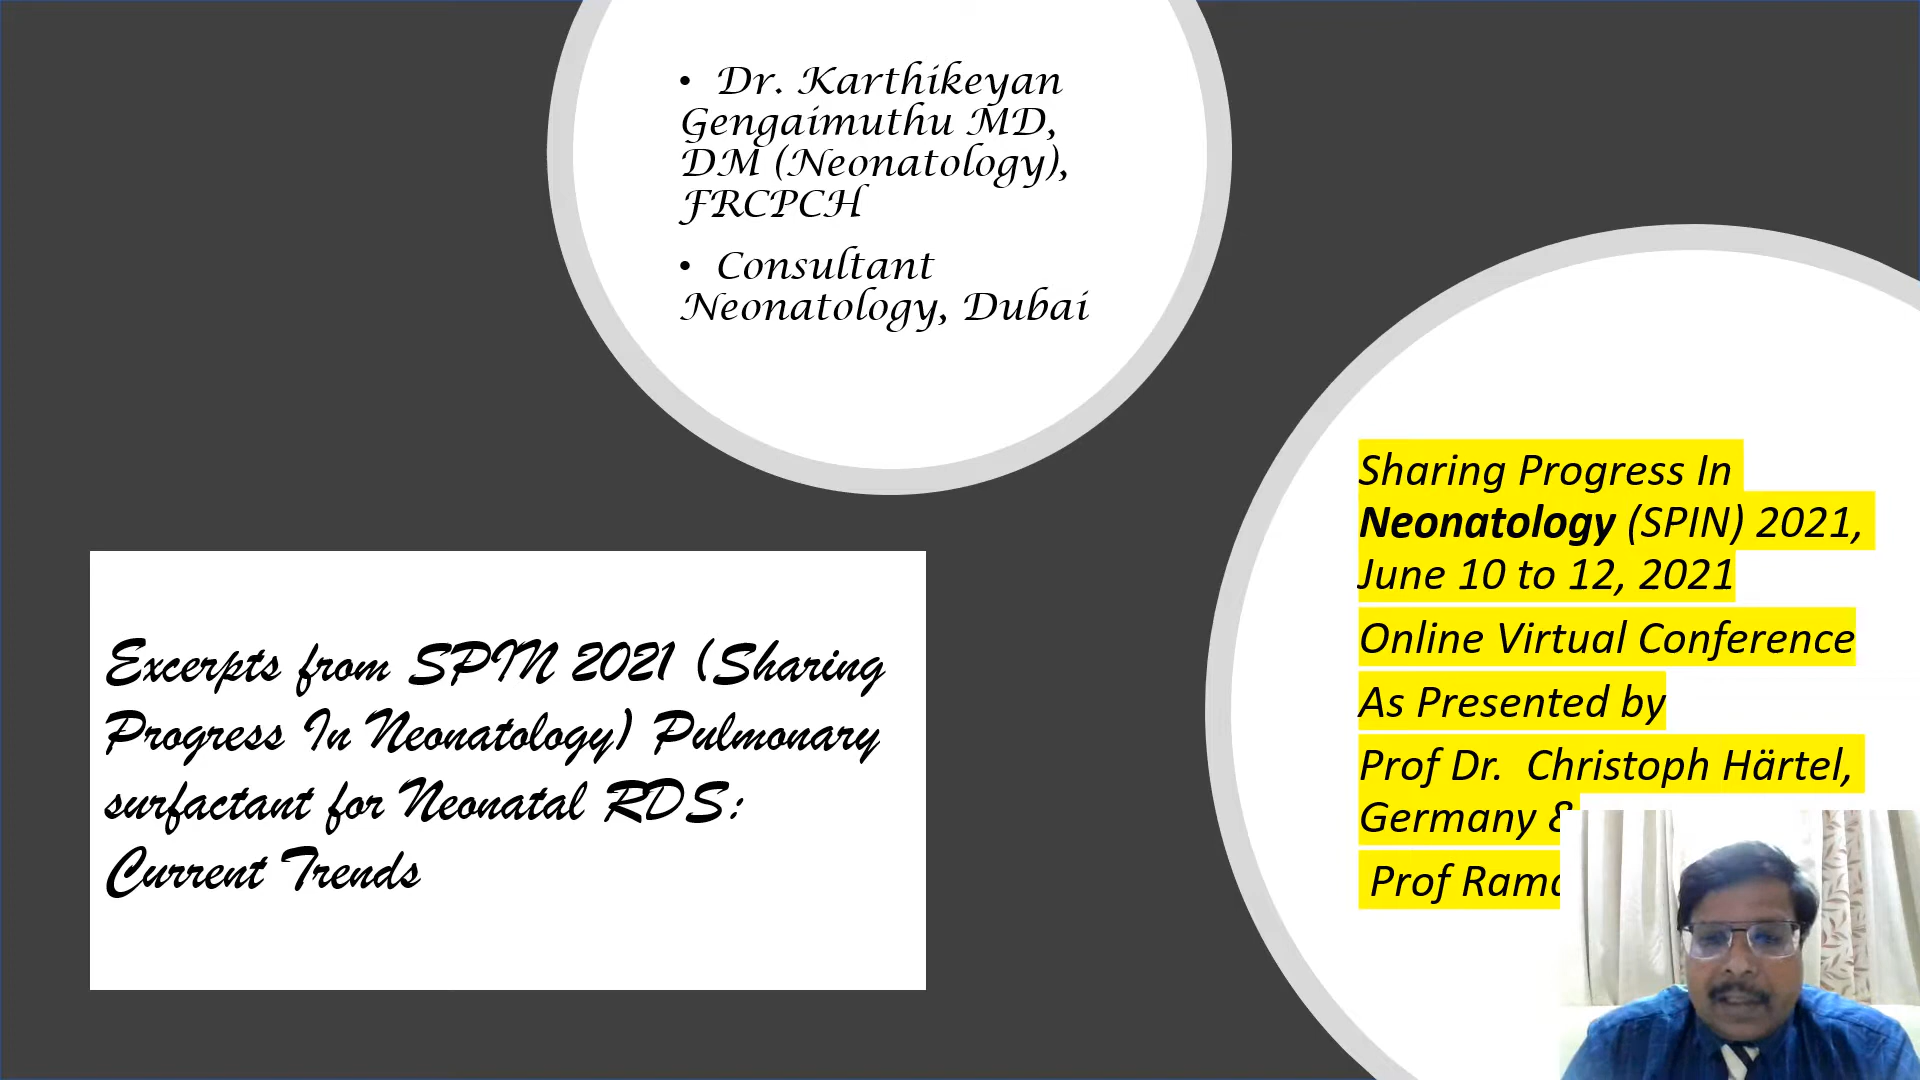 • Dr. Karthikeyan
Gengaimuthu MD,
DM (Neonatology),
FRCPCH
• Consultant
Neonatology, Dubai
Excerpts from SPIN 2021 (Sharing
Progress In Neonatology) Pulmonary
surfactant for Neonatal RDS:
Current Trends
Sharing Progress In
Neonatology (SPIN) 2021,
June 10 to 12, 2021
Online Virtual Conference
As Presented by
Prof Dr. Christoph Härtel,
Germany &
Prof